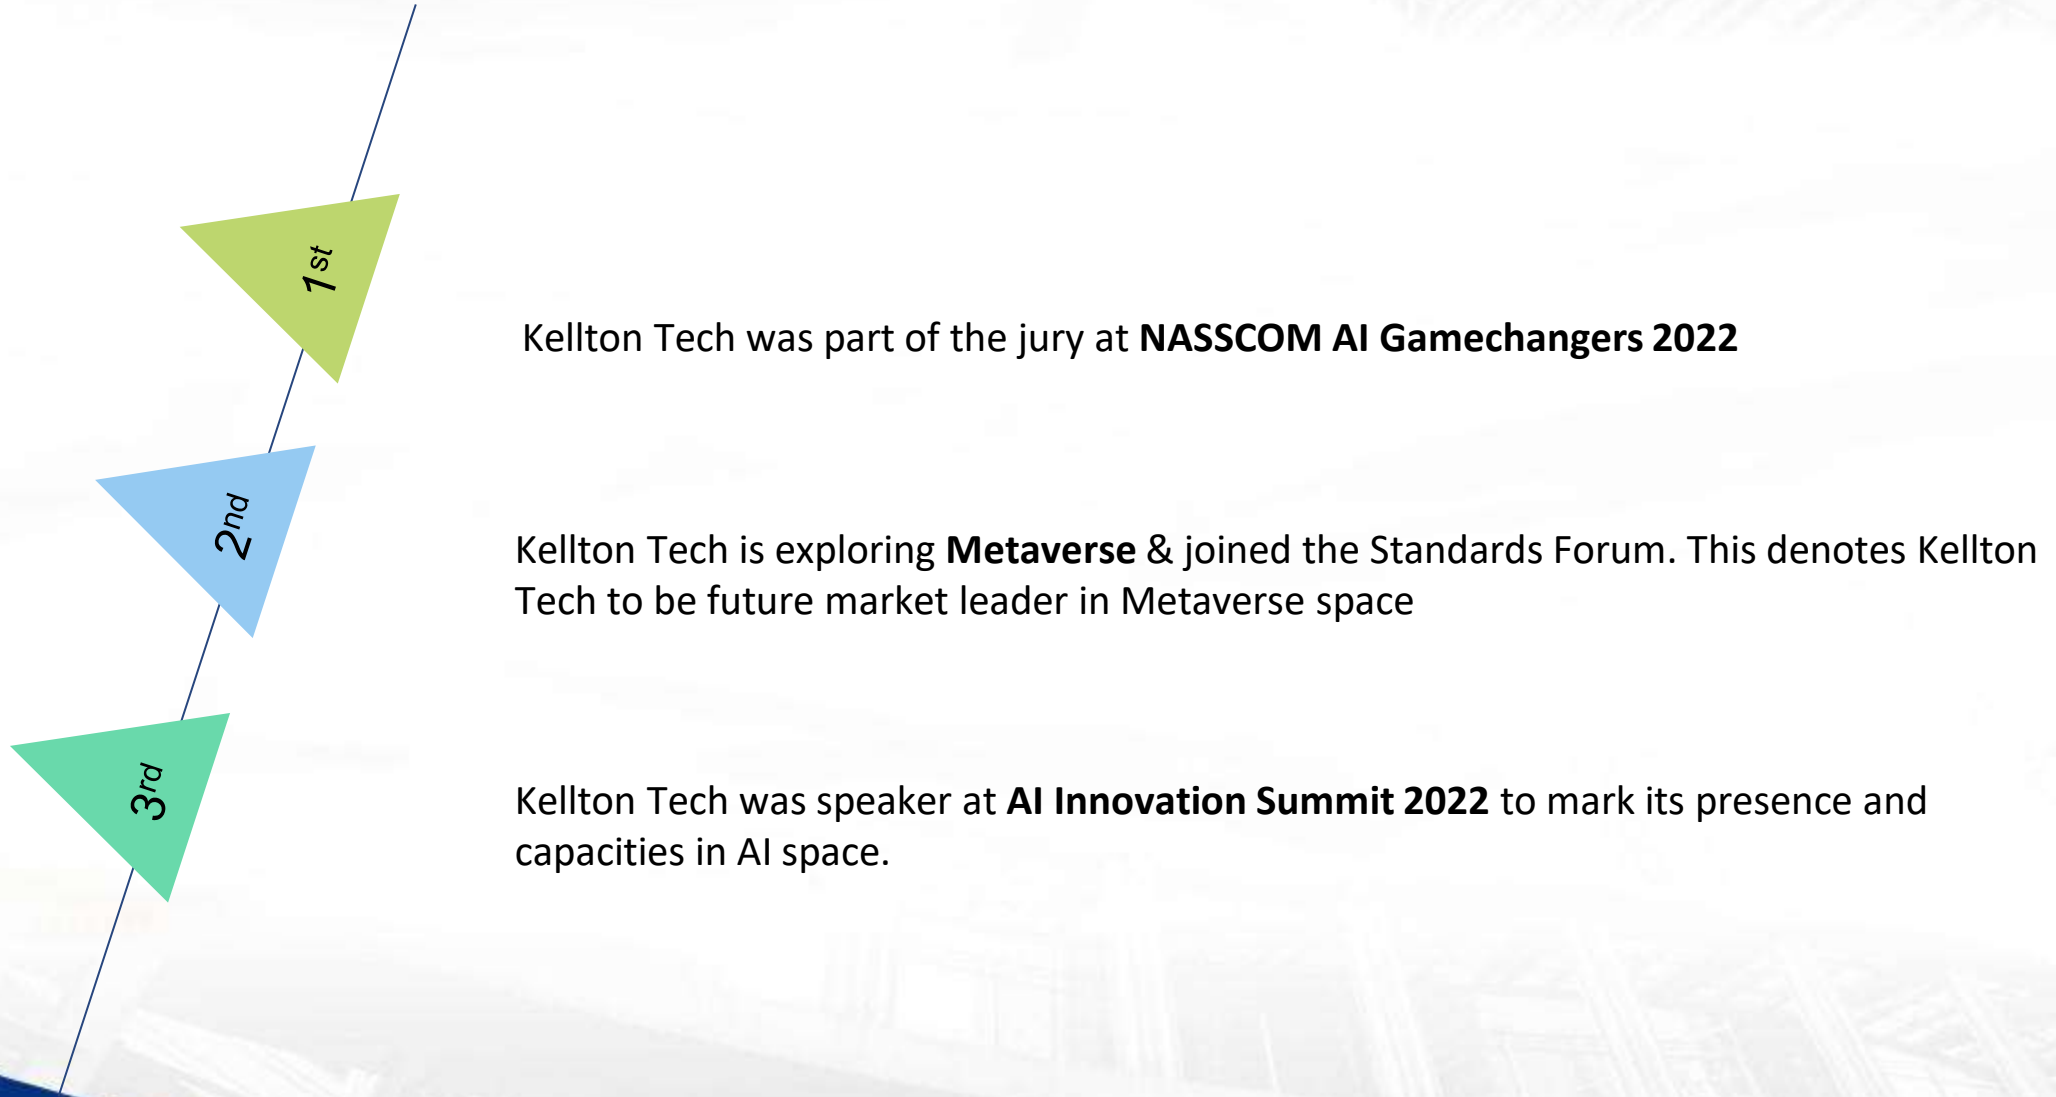 1st
Kellton Tech was part of the jury at NASSCOM AI Gamechangers 2022
2nd
Kellton Tech is exploring Metaverse & joined the Standards Forum. This denotes Kellton
Tech to be future market leader in Metaverse space
3rd
Kellton Tech was speaker at AI Innovation Summit 2022 to mark its presence and
capacities in AI space.